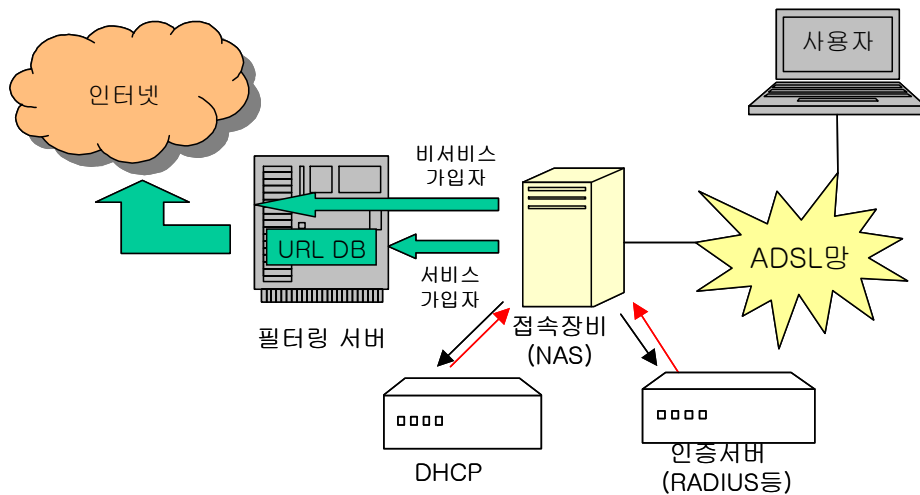 사용자
인터넷
비서비스
가입자
URL DB
서비스
가입자
ADSL망
필터링 서버
접속장비
(NAS)
DHCP
인증서버
(RADIUS등)